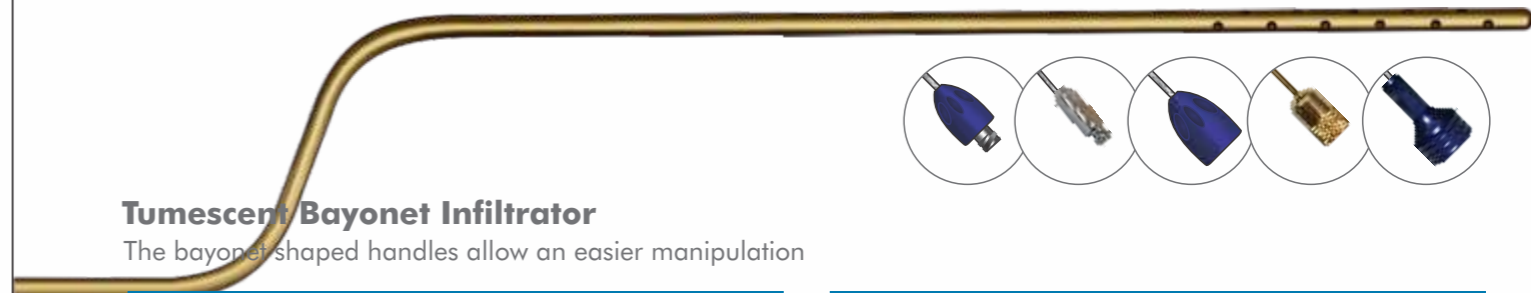 Tumescent Bayonet Infiltrator
The bayonet shaped handles allow an easier manipulation